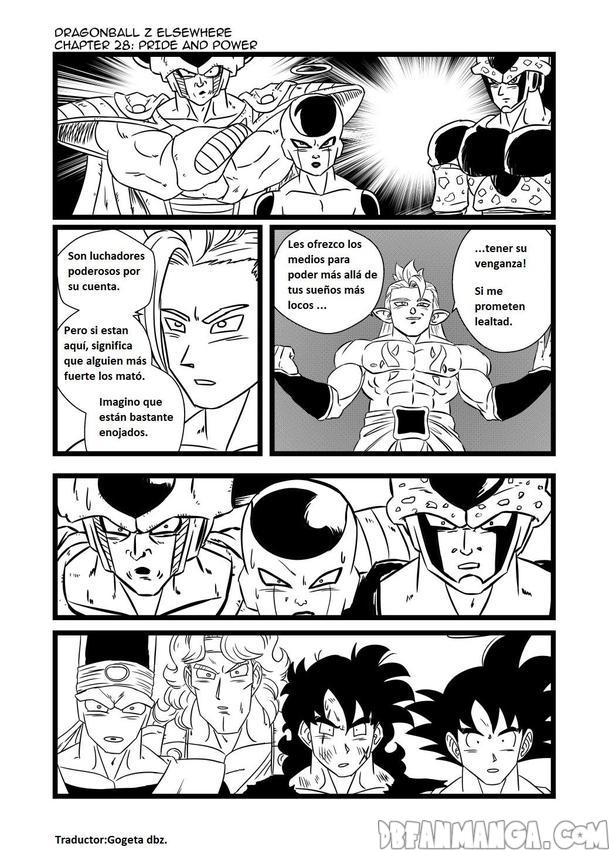 DRAGONBALL Z ELSEWHERE
CHAPTER 28: PRIDE AND POWER
Son luchadores
poderosos por
su cuenta.
Pero si estan
aquí, significa
que alguien más
fuerte los mató.
Imagino que
están bastante
enojados.
Les ofrezco los
medios para
poder más allá de
tus sueños más
locos ...
...tener su
venganza!
Si me
prometen
lealtad.
Traductor:Gogeta dbz.
DBFANMANGA.COM